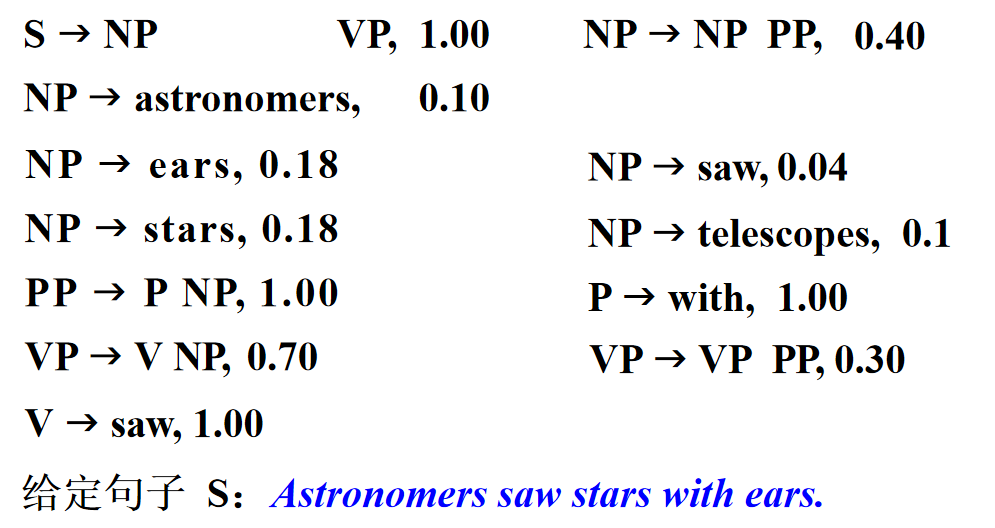 S → NP VP, 1.00 NP → NP PP, 0.40
NP → astronomers, 0.10
NP → ears, 0.18 NP → saw, 0.04
NP → stars, 0.18 NP → telescopes, 0.1
PP → P NP, 1.00 P → with, 1.00
VP → V NP, 0.70 VP → VP PP, 0.30
V → saw, 1.00
给定句子 S：Astronomers saw stars with ears.